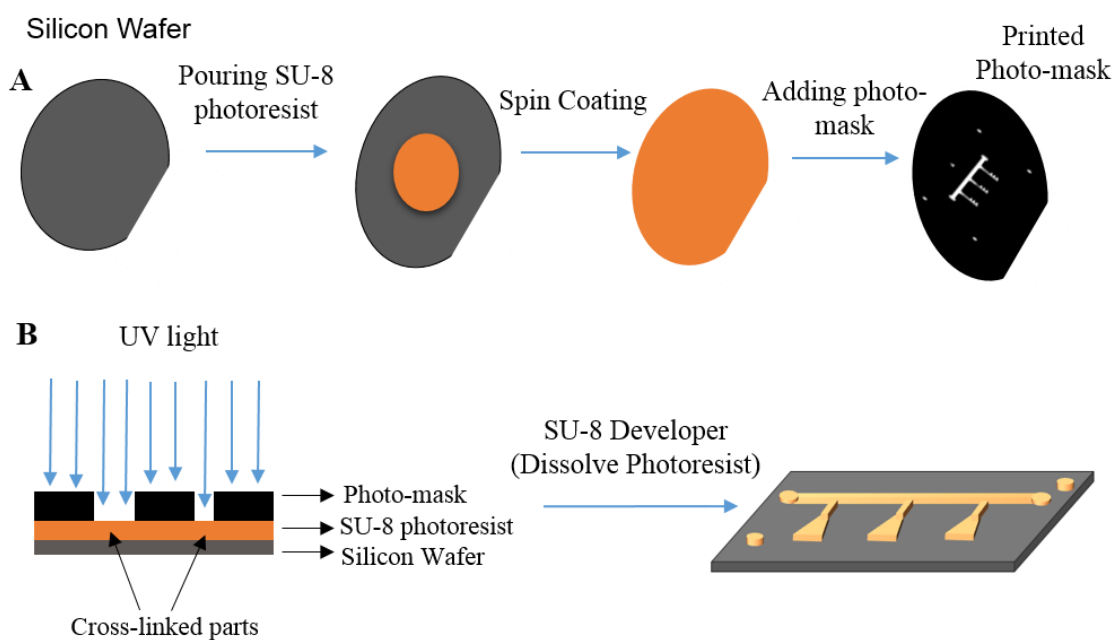 Silicon Wafer
A
Pouring SU-8
photoresist
Spin Coating
Adding photo-
mask
Printed
Photo-mask
B
UV light
Photo-mask
SU-8 photoresist
Silicon Wafer
Cross-linked parts
SU-8 Developer
(Dissolve Photoresist)